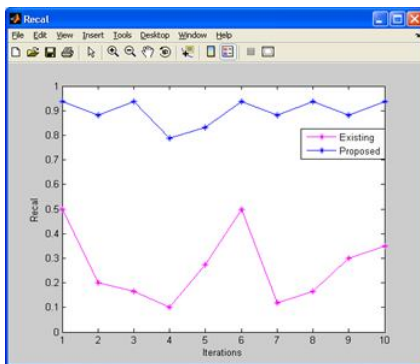 Recal
File Edit View Insert Tools Desktop Window Help
1
0.9
0.8
0.7
0.6
0.5
0.4
0.3
0.2
0.1
0
Recal
Existing
Proposed
1 2 3 4 5 6 7 8 9 10
Iterations